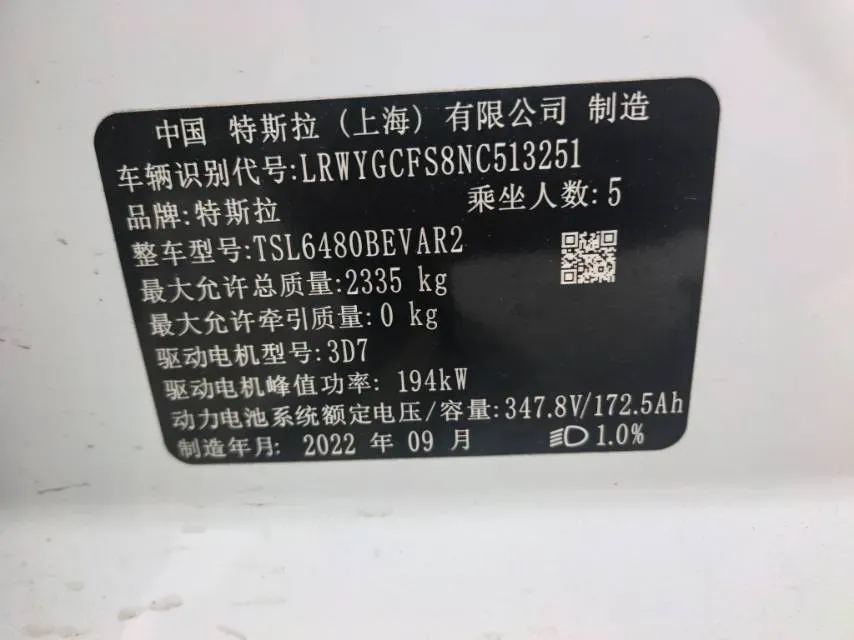 中国 特斯拉 (上海) 有限公司 制造
车辆识别代号:LRWYGCFS8NC513251
品牌:特斯拉 乘坐人数:5
整车型号:TSL6480BEVAR2
最大允许总质量:2335 kg
最大允许牵引质量:0 kg
驱动电机型号:3D7
驱动电机峰值功率: 194kW
动力电池系统额定电压/容量:347.8V/172.5Ah
制造年月: 2022 年 09 月 1.0%